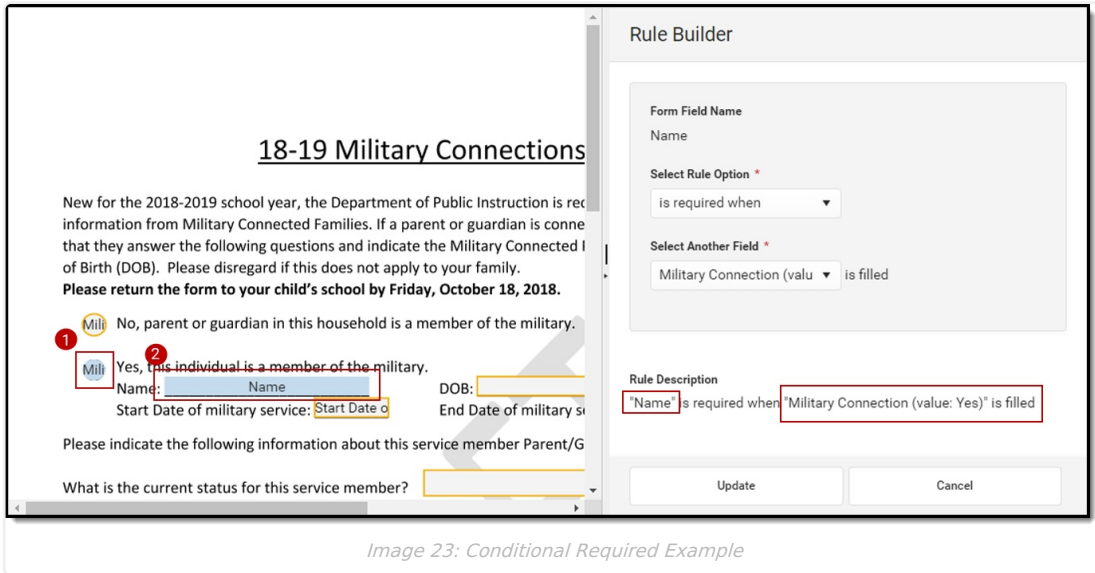 18-19 Military Connections
New for the 2018-2019 school year, the Department of Public Instruction is rec
information from Military Connected Families. If a parent or guardian is conne
that they answer the following questions and indicate the Military Connected
of Birth (DOB). Please disregard if this does not apply to your family.
Please return the form to your child's school by Friday, October 18, 2018.
Mili No, parent or guardian in this household is a member of the military.
1
2
Mili Yes, this individual is a member of the military.
Name: Name DOB:
Start Date of military service: Start Date o End Date of military se
Please indicate the following information about this service member Parent/G
What is the current status for this service member?
Rule Builder
Form Field Name
Name
Select Rule Option *
is required when
Select Another Field *
Military Connection (valu is filled
Rule Description
"Name" is required when "Military Connection (value: Yes)" is filled
Update Cancel
Image 23: Conditional Required Example